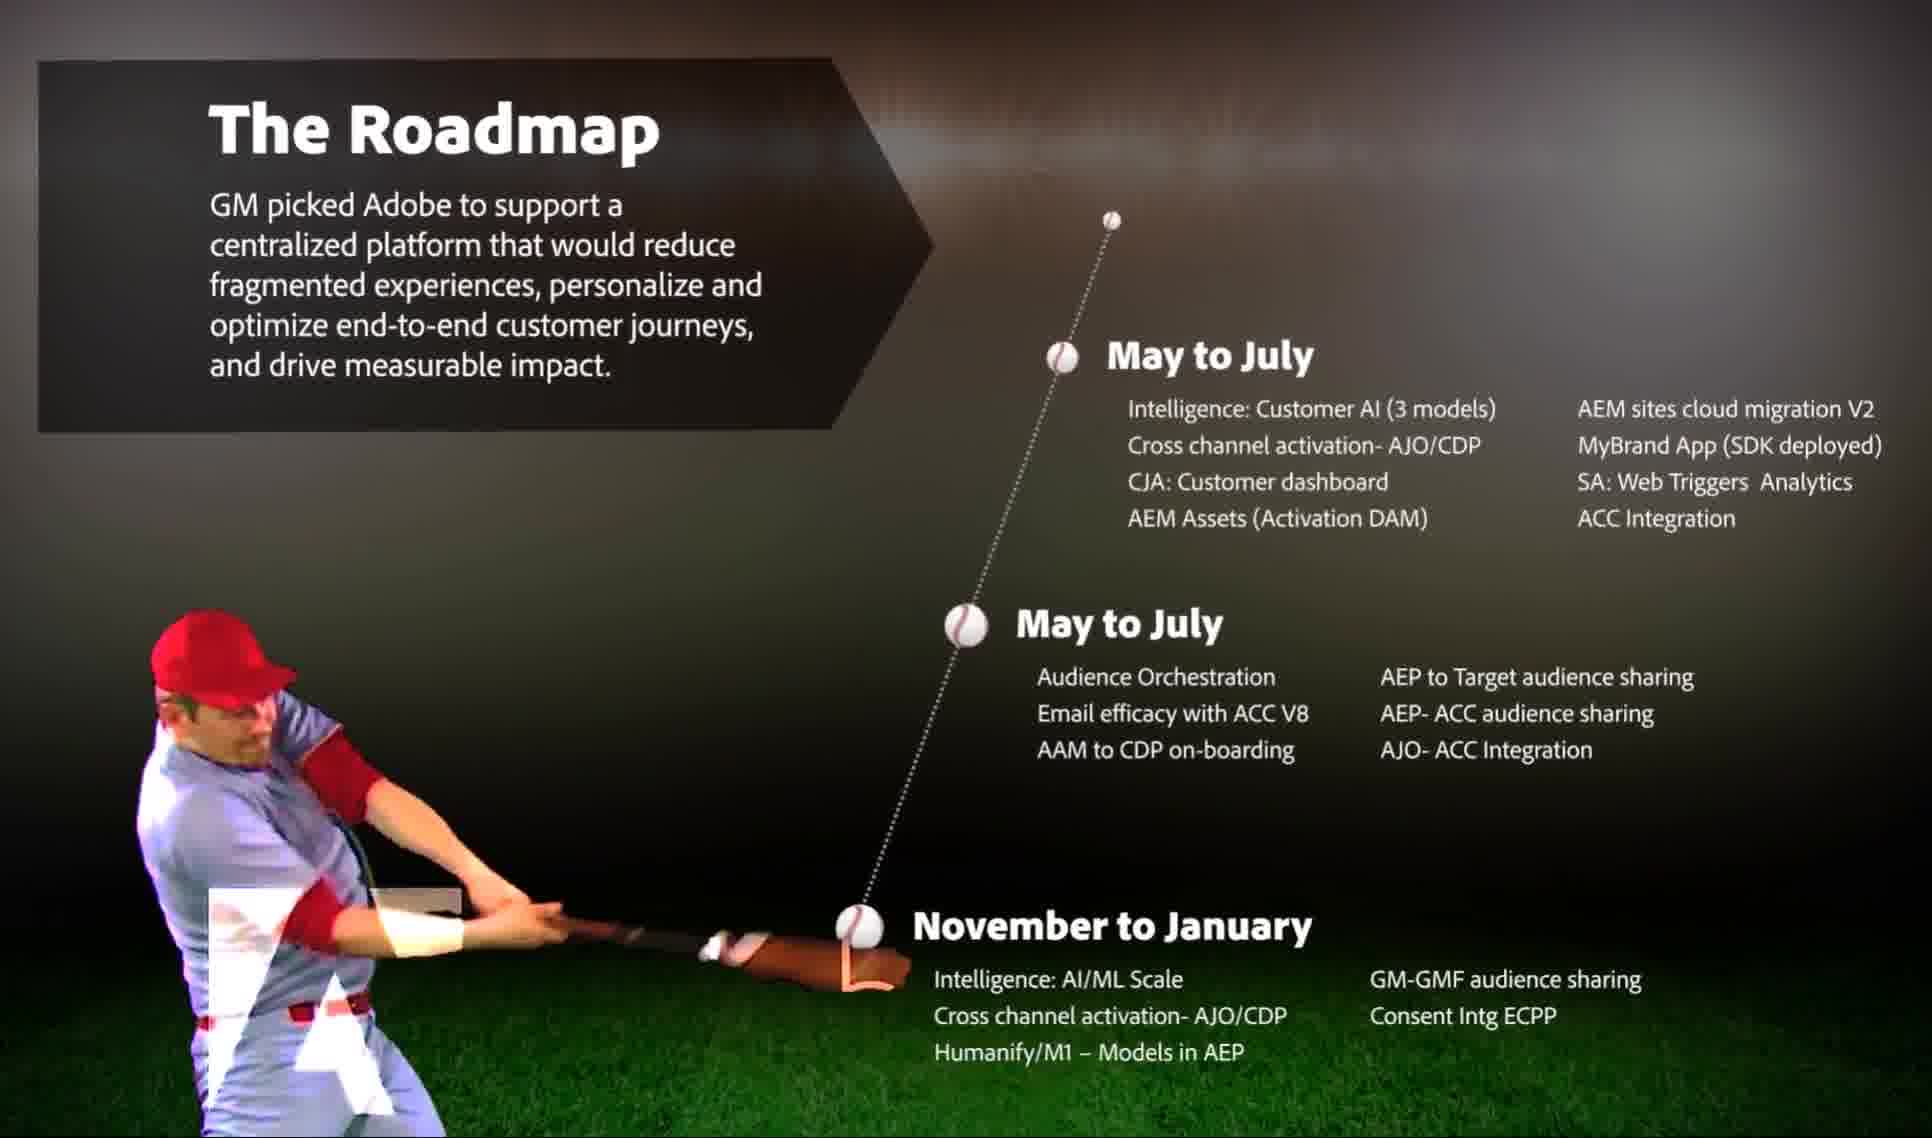 The Roadmap
GM picked Adobe to support a
centralized platform that would reduce
fragmented experiences, personalize and
optimize end-to-end customer journeys,
and drive measurable impact.
May to July
Intelligence: Customer AI (3 models)
Cross channel activation- AJO/CDP
CJA: Customer dashboard
AEM Assets (Activation DAM)
AEM sites cloud migration V2
MyBrand App (SDK deployed)
SA: Web Triggers  Analytics
ACC Integration
May to July
Audience Orchestration
Email efficacy with ACC V8
AAM to CDP on-boarding
AEP to Target audience sharing
AEP- ACC audience sharing
AJO- ACC Integration
November to January
Intelligence: AI/ML Scale
Cross channel activation- AJO/CDP
Humanify/M1 – Models in AEP
GM-GMF audience sharing
Consent Intg ECPP